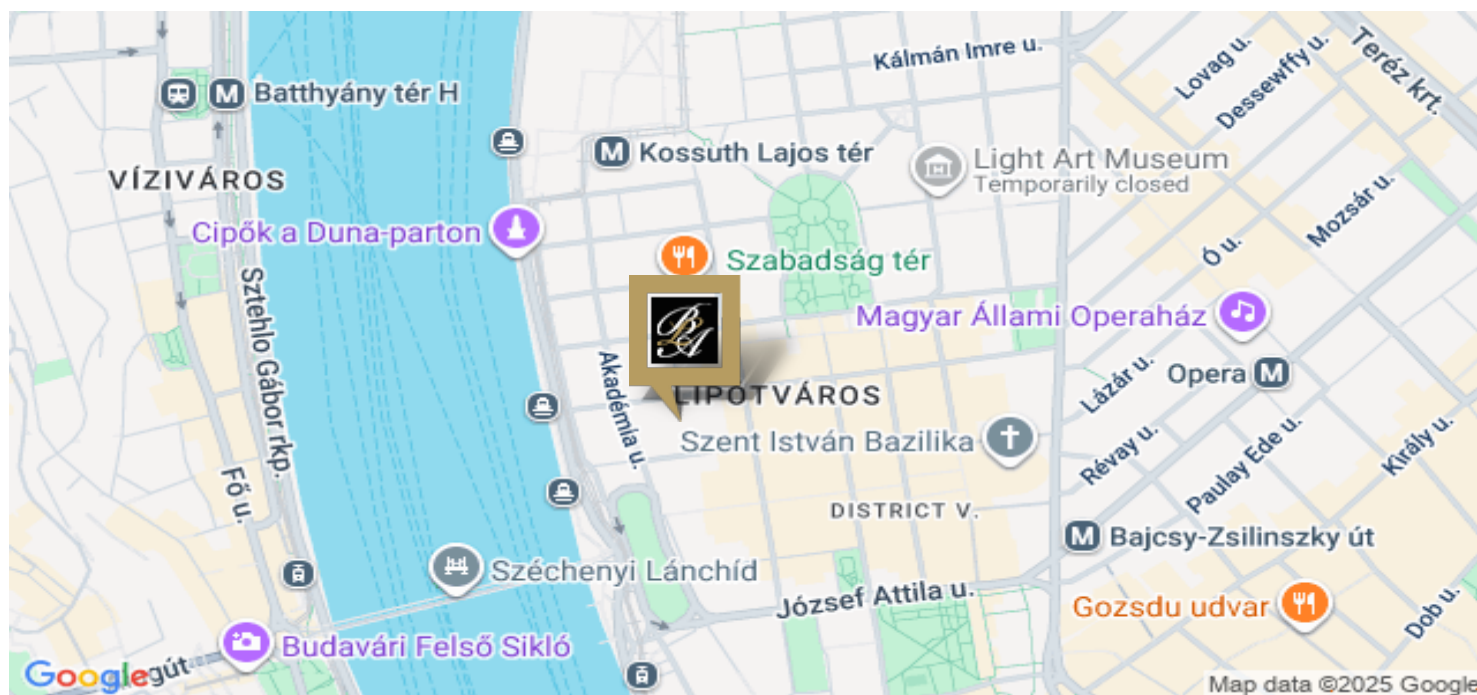 Kálmán Imre u.
Lovag u.
Dessewffy u.
Teréz krt.
Batthyány tér H
M
M
Kossuth Lajos tér
Light Art Museum
Temporarily closed
VÍZIVÁROS
Mozsár u.
Cipők a Duna-parton
Szabadság tér
Ó u.
Sztehlo Gábor rkp.
Magyar Állami Operaház
BA
Akadémia u.
Lázár u.
Opera
M
LIPÓTVÁROS
Szent István Bazilika
Révay u.
Paulay Ede u.
Király u.
Fő u.
DISTRICT V.
M
Bajcsy-Zsilinszky út
Széchenyi Lánchíd
József Attila u.
Gozsdu udvar
Dob u.
Budavári Felső Sikló
Google
gút
Map data ©2025 Google